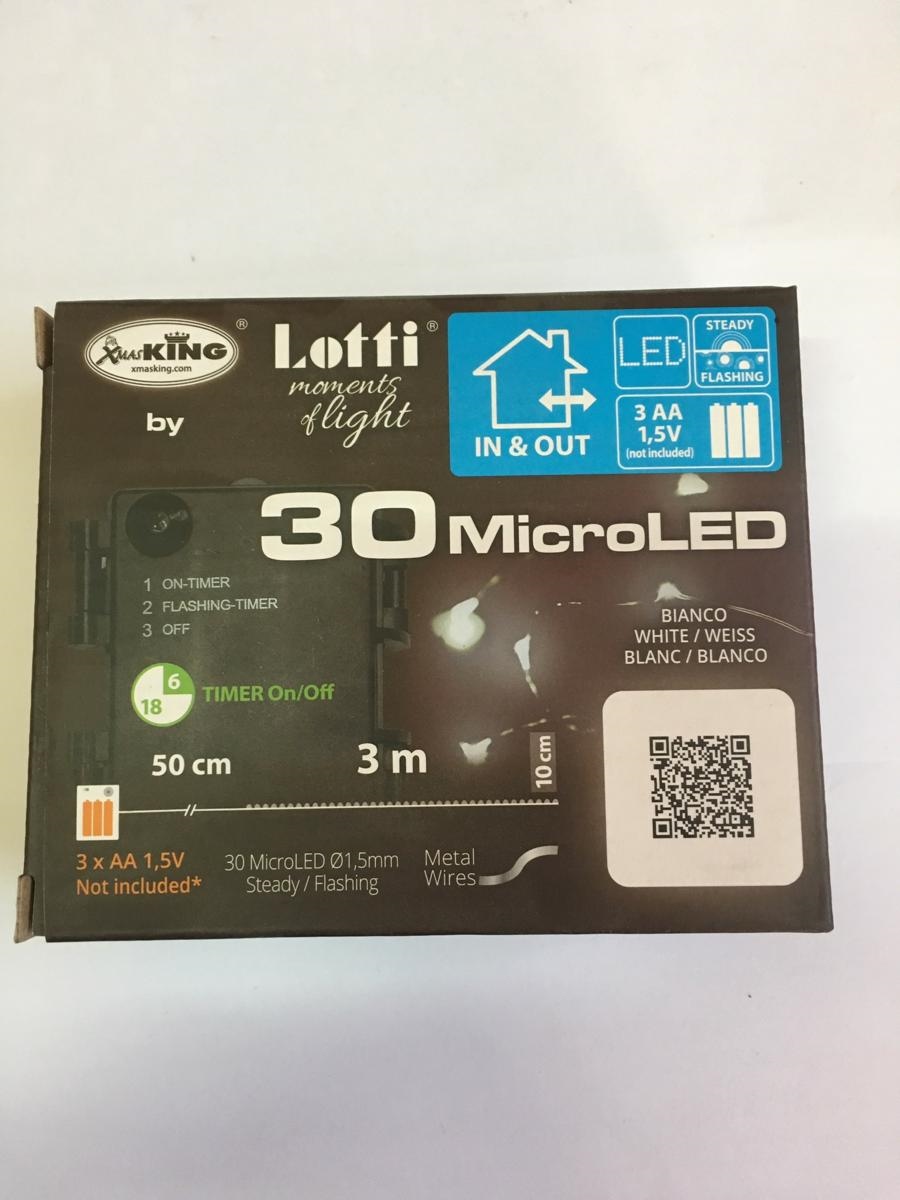 XMASKING ®
xmasking.com
by
Lotti ®
moments
of light
IN & OUT
LED
STEADY
FLASHING
3 AA
1,5V
(not included)
30 MicroLED
1 ON-TIMER
2 FLASHING-TIMER
3 OFF
6
18
TIMER On/Off
BIANCO
WHITE / WEISS
BLANC / BLANCO
50 cm
3 m
10 cm
3 x AA 1,5V
Not included*
30 MicroLED Ø1,5mm
Steady / Flashing
Metal
Wires